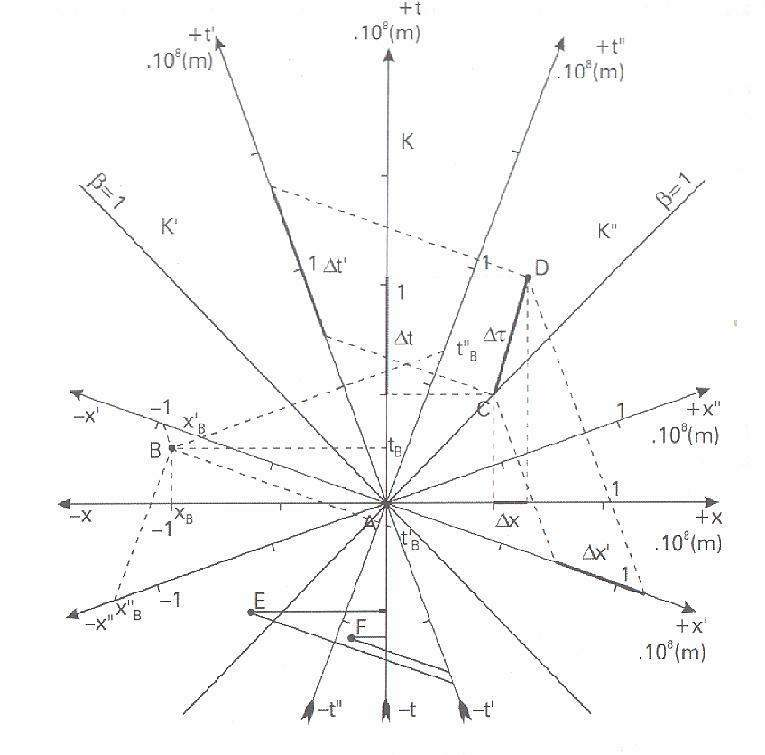 +t
.10⁸(m)
+t'
.10⁸(m)
+t"
.10⁸(m)
K
β=1
β=1
K'
K"
1 Δt'
1
D
1
Δt
t"B
Δτ
C
-x'
-1
x'B
1
+x"
.10⁸(m)
B
tB
-x
-1
xB
Δx
1
+x
.10⁸(m)
t'B
Δx'
1
-x"
x"B
-1
E
F
+x'
.10⁸(m)
-t"
-t
-t'